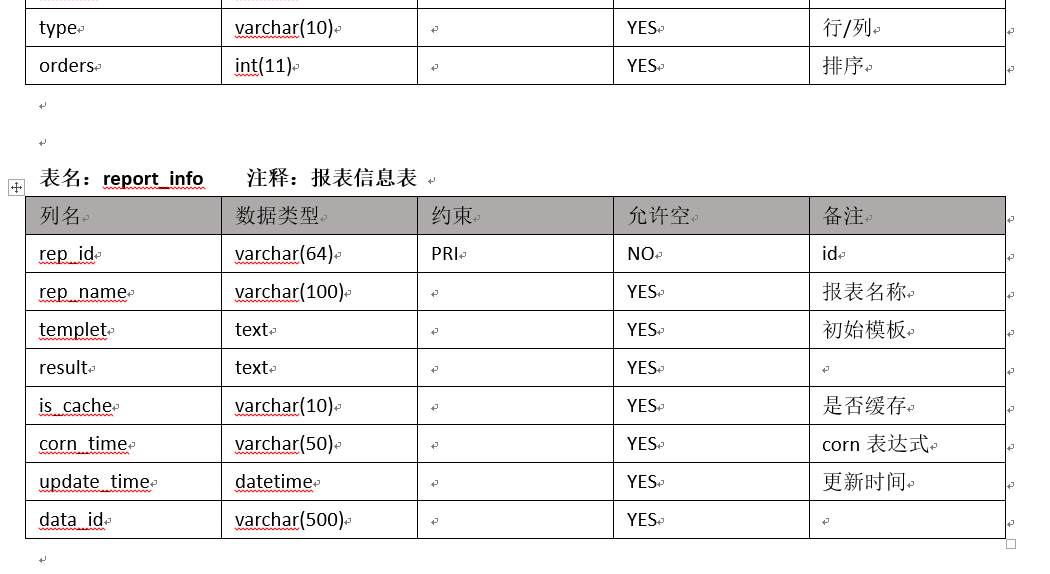 type varchar(10) YES 行/列
orders int(11) YES 排序
表名：report_info 注释：报表信息表
列名 数据类型 约束 允许空 备注
rep_id varchar(64) PRI NO id
rep_name varchar(100) YES 报表名称
templet text YES 初始模板
result text YES
is_cache varchar(10) YES 是否缓存
corn_time varchar(50) YES corn 表达式
update_time datetime YES 更新时间
data_id varchar(500) YES